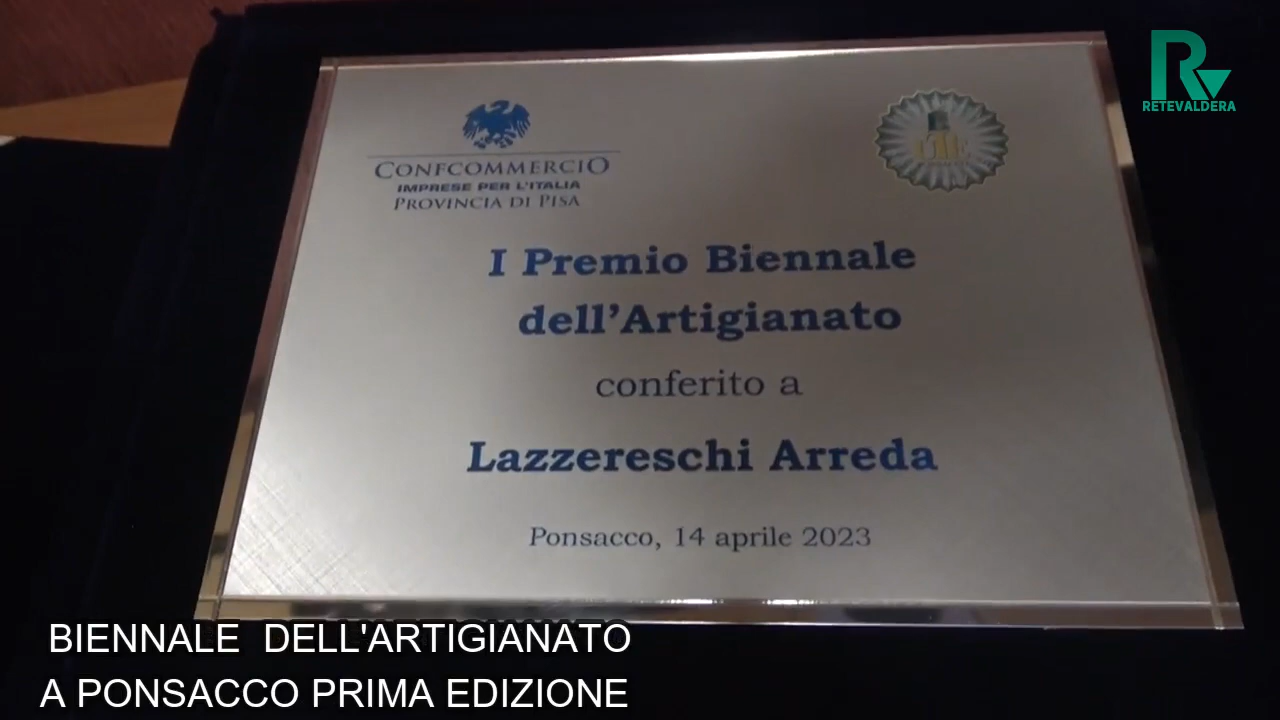 RETEVALDERA
CONFCOMMERCIO
IMPRESE PER L'ITALIA
PROVINCIA DI PISA
I Premio Biennale
dell'Artigianato
conferito a
Lazzereschi Arreda
Ponsacco, 14 aprile 2023
BIENNALE DELL'ARTIGIANATO
A PONSACCO PRIMA EDIZIONE